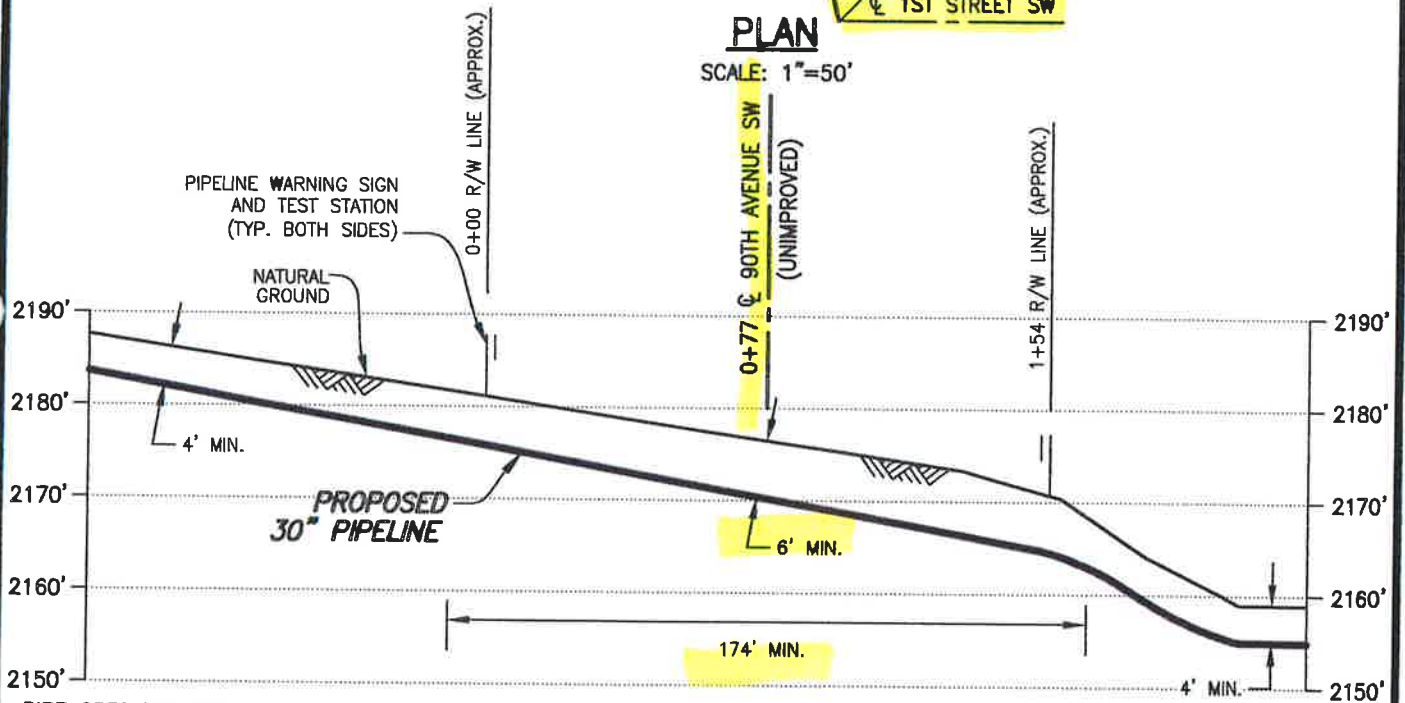 ℄ 1ST STREET SW
PLAN
SCALE: 1"=50'
0+00 R/W LINE (APPROX.)
PIPELINE WARNING SIGN
AND TEST STATION
(TYP. BOTH SIDES)
NATURAL
GROUND
0+77 ℄ 90TH AVENUE SW
(UNIMPROVED)
1+54 R/W LINE (APPROX.)
2190'
2190'
2180'
2180'
4' MIN.
2170'
2170'
PROPOSED
30" PIPELINE
6' MIN.
2160'
2160'
174' MIN.
2150'
4' MIN.
2150'